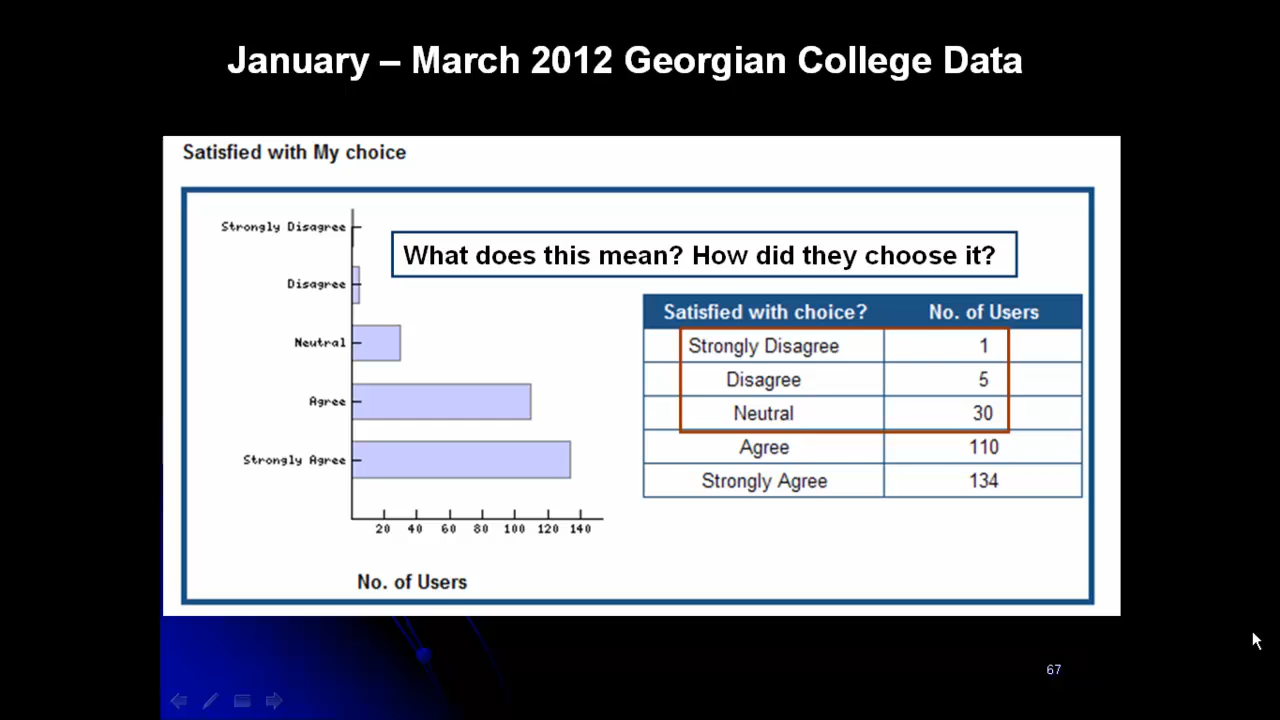 January – March 2012 Georgian College Data
Satisfied with My choice
What does this mean? How did they choose it?
Strongly Disagree
Disagree
Neutral
Agree
Strongly Agree
20 40 60 80 100 120 140
No. of Users
Satisfied with choice? No. of Users
Strongly Disagree 1
Disagree 5
Neutral 30
Agree 110
Strongly Agree 134
67